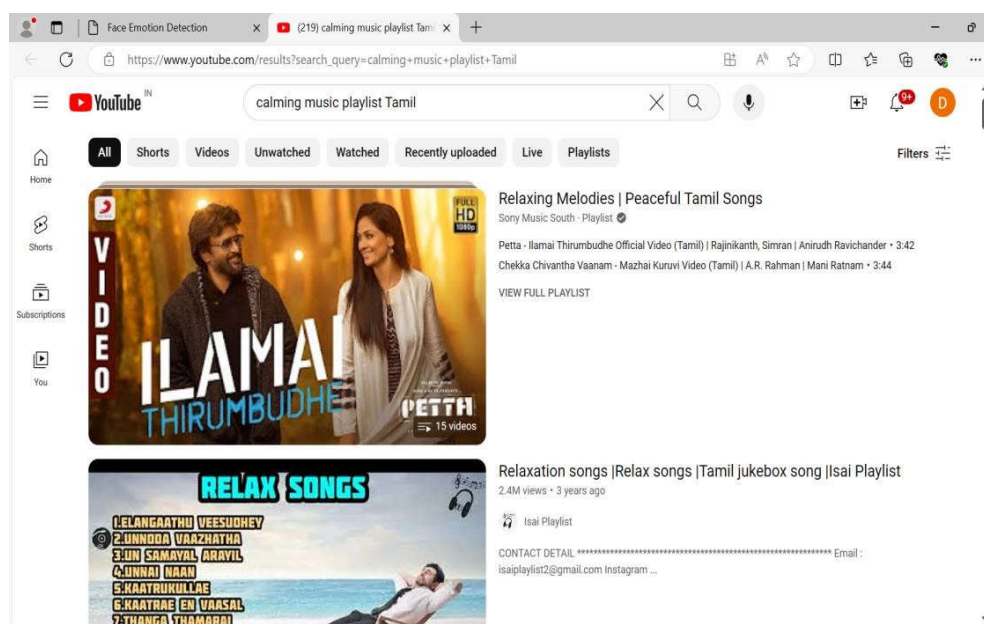 Face Emotion Detection
(219) calming music playlist Tam
https://www.youtube.com/results?search_query=calming+music+playlist+Tamil
YouTube IN
calming music playlist Tamil
9+
D
All Shorts Videos Unwatched Watched Recently uploaded Live Playlists
Filters
Home
Shorts
Subscriptions
You
VIDEO
FULL
HD
1080p
ILAMAI
THIRUMBUDHE
PETTA
15 videos
Relaxing Melodies | Peaceful Tamil Songs
Sony Music South · Playlist
Petta - Ilamai Thirumbudhe Official Video (Tamil) | Rajinikanth, Simran | Anirudh Ravichander • 3:42
Chekka Chivantha Vaanam - Mazhai Kuruvi Video (Tamil) | A.R. Rahman | Mani Ratnam • 3:44
VIEW FULL PLAYLIST
RELAX SONGS
1.ELANGAATHU VEESUDHEY
2.UNNODA VAAZHATHA
3.UN SAMAYAL ARAYIL
4.UNNAI NAAN
5.KAATRUKULLAE
6.KAATRAE EN VAASAL
7.THANGA THAMARAI
Relaxation songs |Relax songs |Tamil jukebox song |Isai Playlist
2.4M views • 3 years ago
Isai Playlist
CONTACT DETAIL ************************************************************** Email :
isaiplaylist2@gmail.com Instagram ...